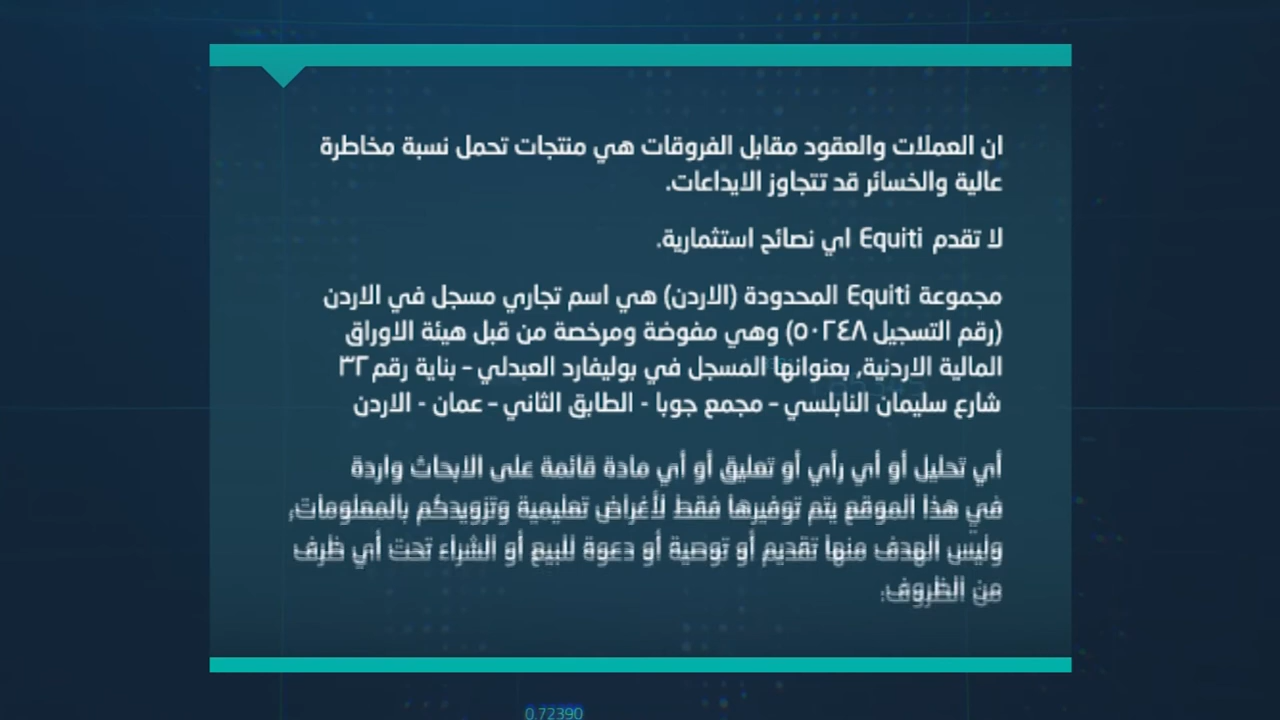 ان العملات والعقود مقابل الفروقات هي منتجات تحمل نسبة مخاطرة
عالية والخسائر قد تتجاوز الايداعات.
لا تقدم Equiti اي نصائح استثمارية.
مجموعة Equiti المحدودة (الاردن) هي اسم تجاري مسجل في الاردن
(رقم التسجيل ٥٠٢٤٨) وهي مفوضة ومرخصة من قبل هيئة الاوراق
المالية الاردنية, بعنوانها المسجل في بوليفارد العبدلي - بناية رقم ٣٢
شارع سليمان النابلسي - مجمع جوبا - الطابق الثاني - عمان - الاردن
أي تحليل أو أي رأي أو تعليق أو أي مادة قائمة على الابحاث واردة
في هذا الموقع يتم توفيرها فقط لأغراض تعليمية وتزويدكم بالمعلومات,
وليس الهدف منها تقديم أو توصية أو دعوة للبيع أو الشراء تحت أي ظرف
من الظروف.
0.72390